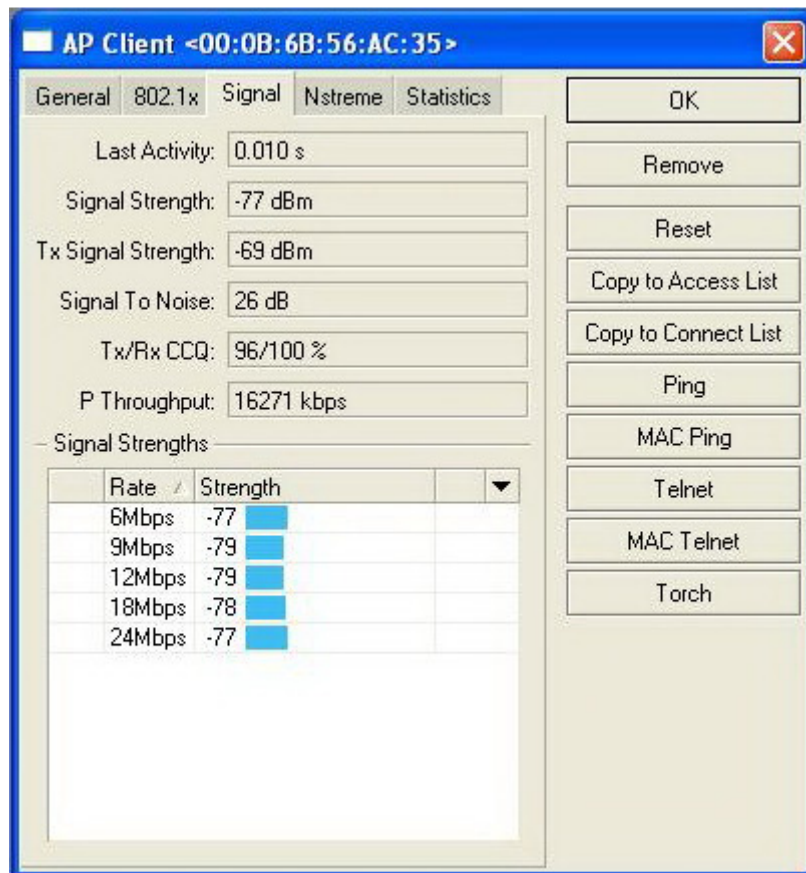 AP Client <00:0B:6B:56:AC:35>
General 802.1x Signal Nstreme Statistics
Last Activity: 0.010 s
Signal Strength: -77 dBm
Tx Signal Strength: -69 dBm
Signal To Noise: 26 dB
Tx/Rx CCQ: 96/100 %
P Throughput: 16271 kbps
Signal Strengths
Rate Strength
6Mbps -77
9Mbps -79
12Mbps -79
18Mbps -78
24Mbps -77
OK
Remove
Reset
Copy to Access List
Copy to Connect List
Ping
MAC Ping
Telnet
MAC Telnet
Torch